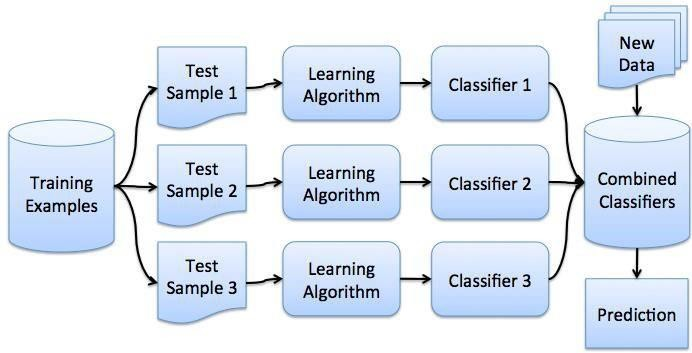 Training
Examples
Test
Sample 1
Learning
Algorithm
Classifier 1
Test
Sample 2
Learning
Algorithm
Classifier 2
Test
Sample 3
Learning
Algorithm
Classifier 3
New
Data
Combined
Classifiers
Prediction